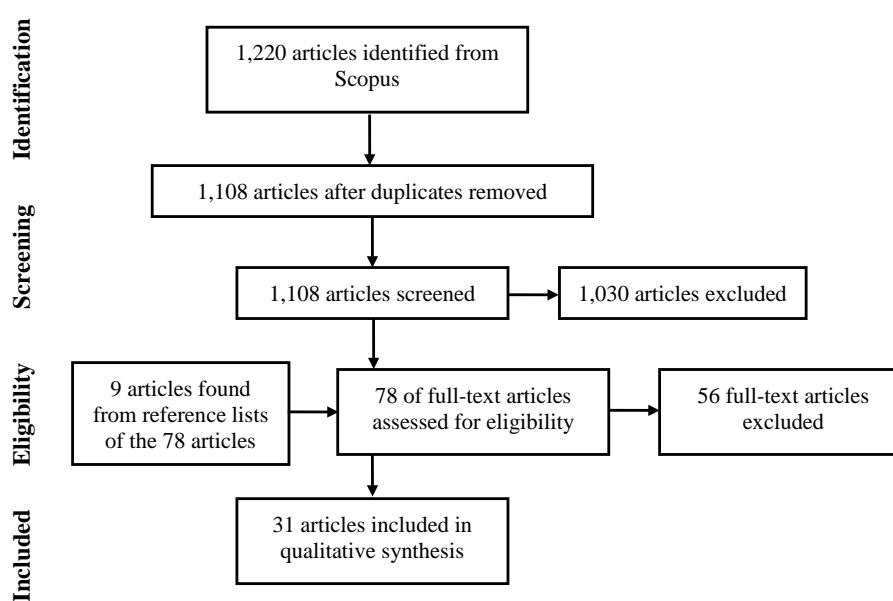 Identification
1,220 articles identified from
Scopus
1,108 articles after duplicates removed
Screening
1,108 articles screened
1,030 articles excluded
Eligibility
9 articles found
from reference lists
of the 78 articles
78 of full-text articles
assessed for eligibility
56 full-text articles
excluded
Included
31 articles included in
qualitative synthesis